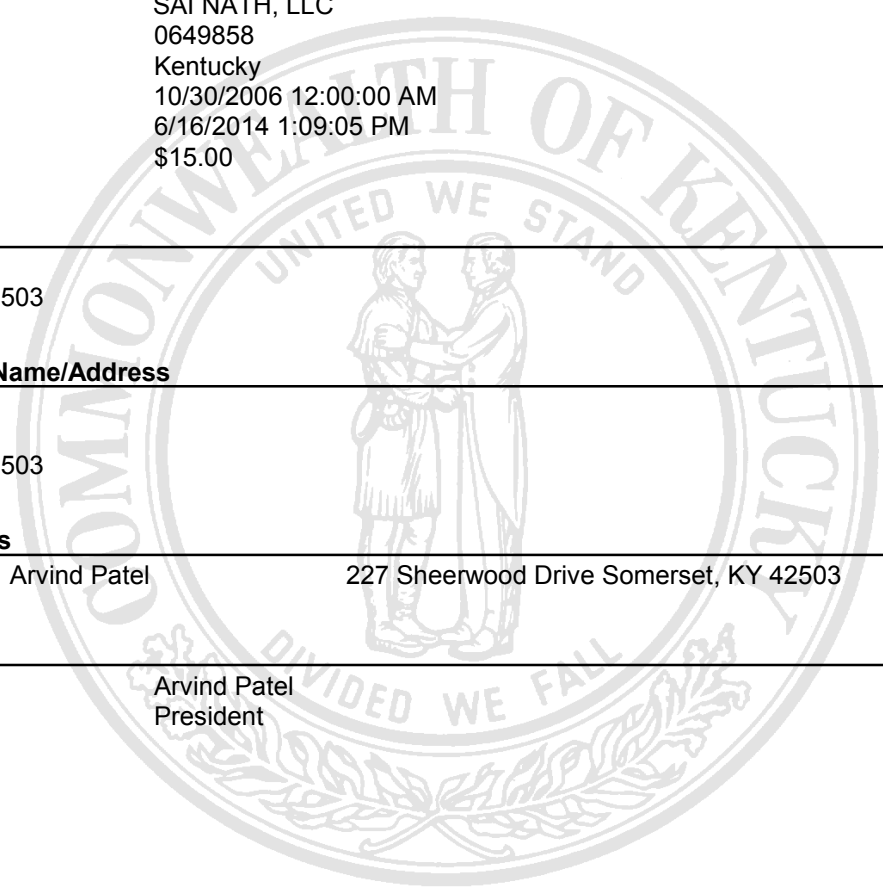 SAI NATH, LLC
0649858
Kentucky
10/30/2006 12:00:00 AM
6/16/2014 1:09:05 PM
$15.00
503
Name/Address
503
s
Arvind Patel 227 Sheerwood Drive Somerset, KY 42503
Arvind Patel
President
COMMONWEALTH OF KENTUCKY
UNITED WE STAND
DIVIDED WE FALL